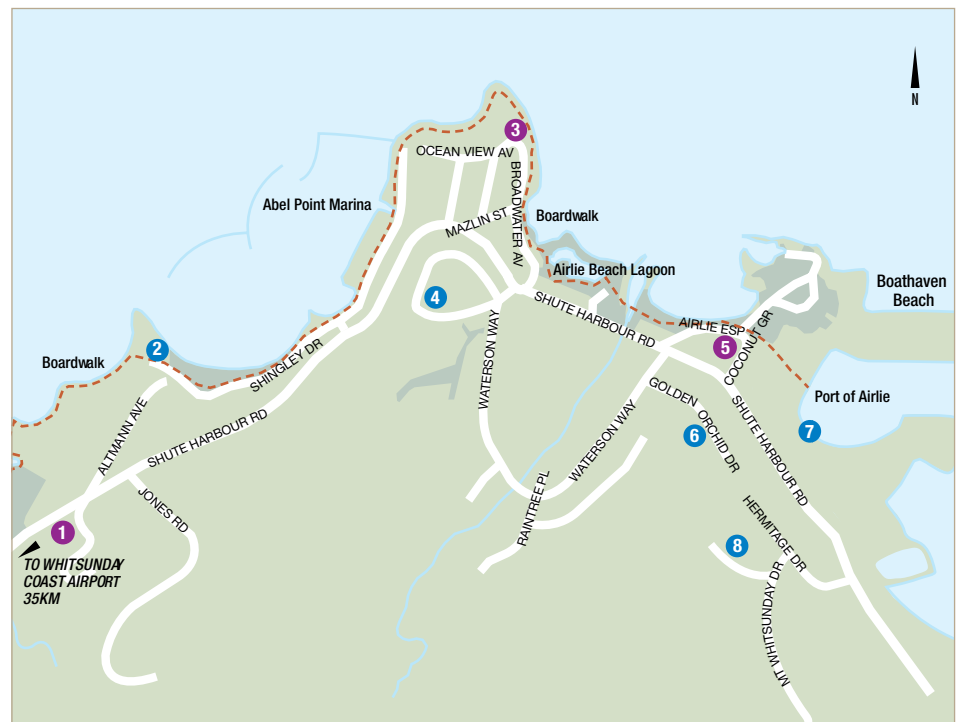 N
3
OCEAN VIEW AV
BROADWATER AV
Abel Point Marina
MAZLIN ST
Boardwalk
Airlie Beach Lagoon
Boathaven
Beach
4
SHUTE HARBOUR RD
AIRLIE ESP
5
COCONUT GR
2
Boardwalk
SHINGLEY DR
WATERSON WAY
ALTMANN AVE
SHUTE HARBOUR RD
GOLDEN ORCHID DR
Port of Airlie
6
7
SHUTE HARBOUR RD
WATERSON WAY
RAINTREE PL
JONES RD
HERMITAGE DR
1
8
TO WHITSUNDAY
COAST AIRPORT
35KM
MT WHITSUNDAY DR